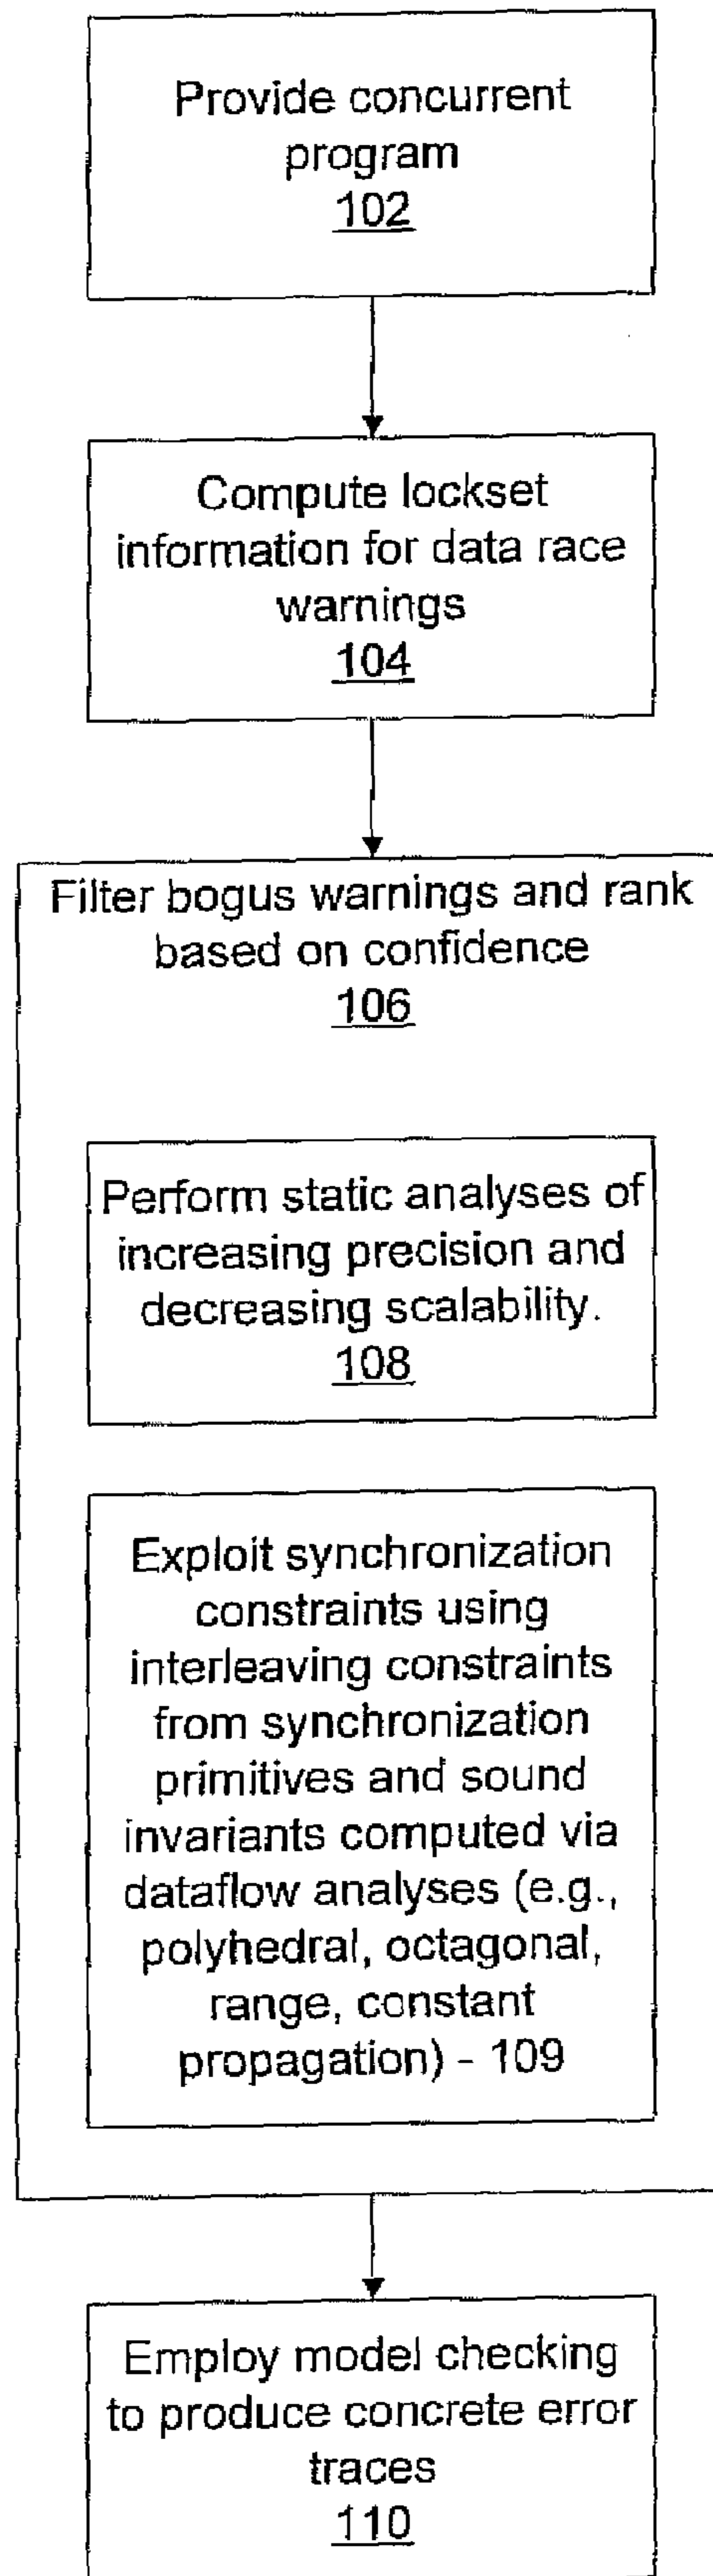 Provide concurrent
program
102
Compute lockset
information for data race
warnings
104
Filter bogus warnings and rank
based on confidence
106
Perform static analyses of
increasing precision and
decreasing scalability.
108
Exploit synchronization
constraints using
interleaving constraints
from synchronization
primitives and sound
invariants computed via
dataflow analyses (e.g.,
polyhedral, octagonal,
range, constant
propagation) - 109
Employ model checking
to produce concrete error
traces
110